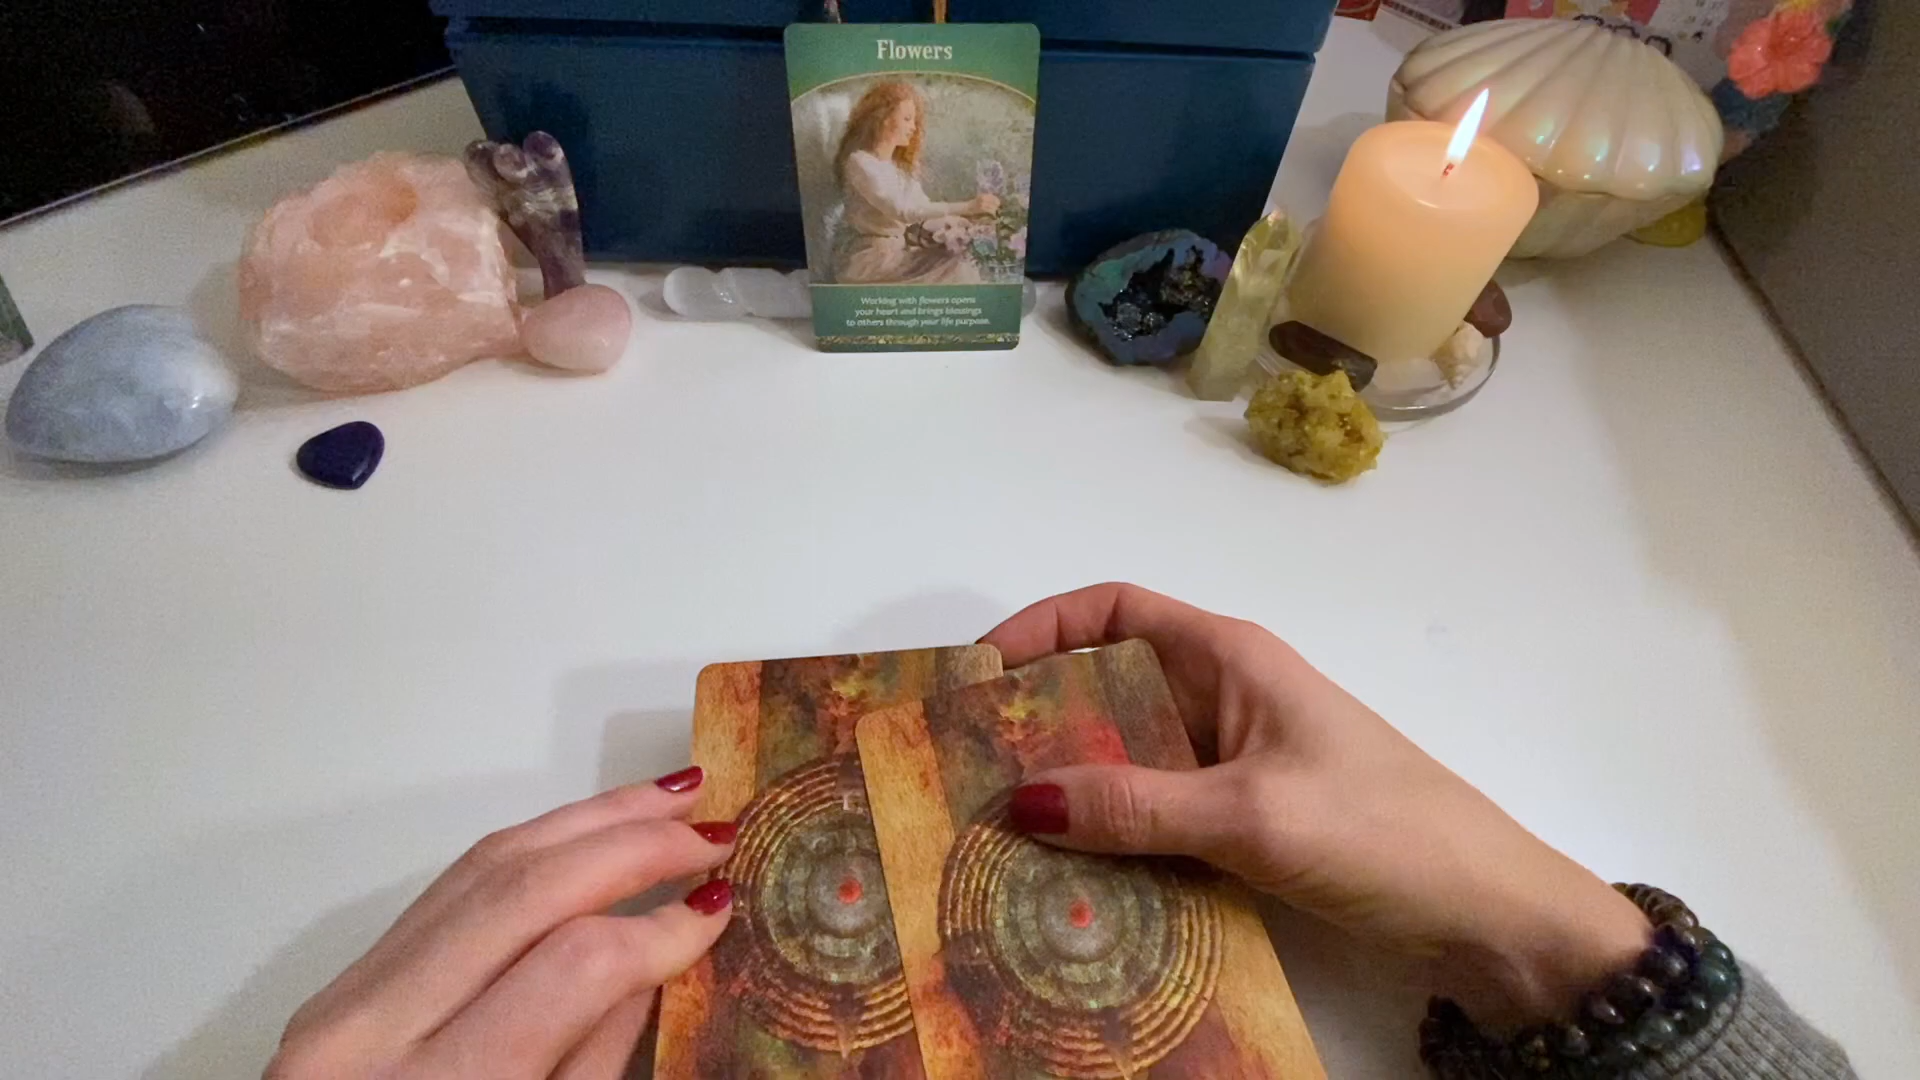 Flowers
Working with flowers opens
your heart and brings blessings
to others through your life purpose.